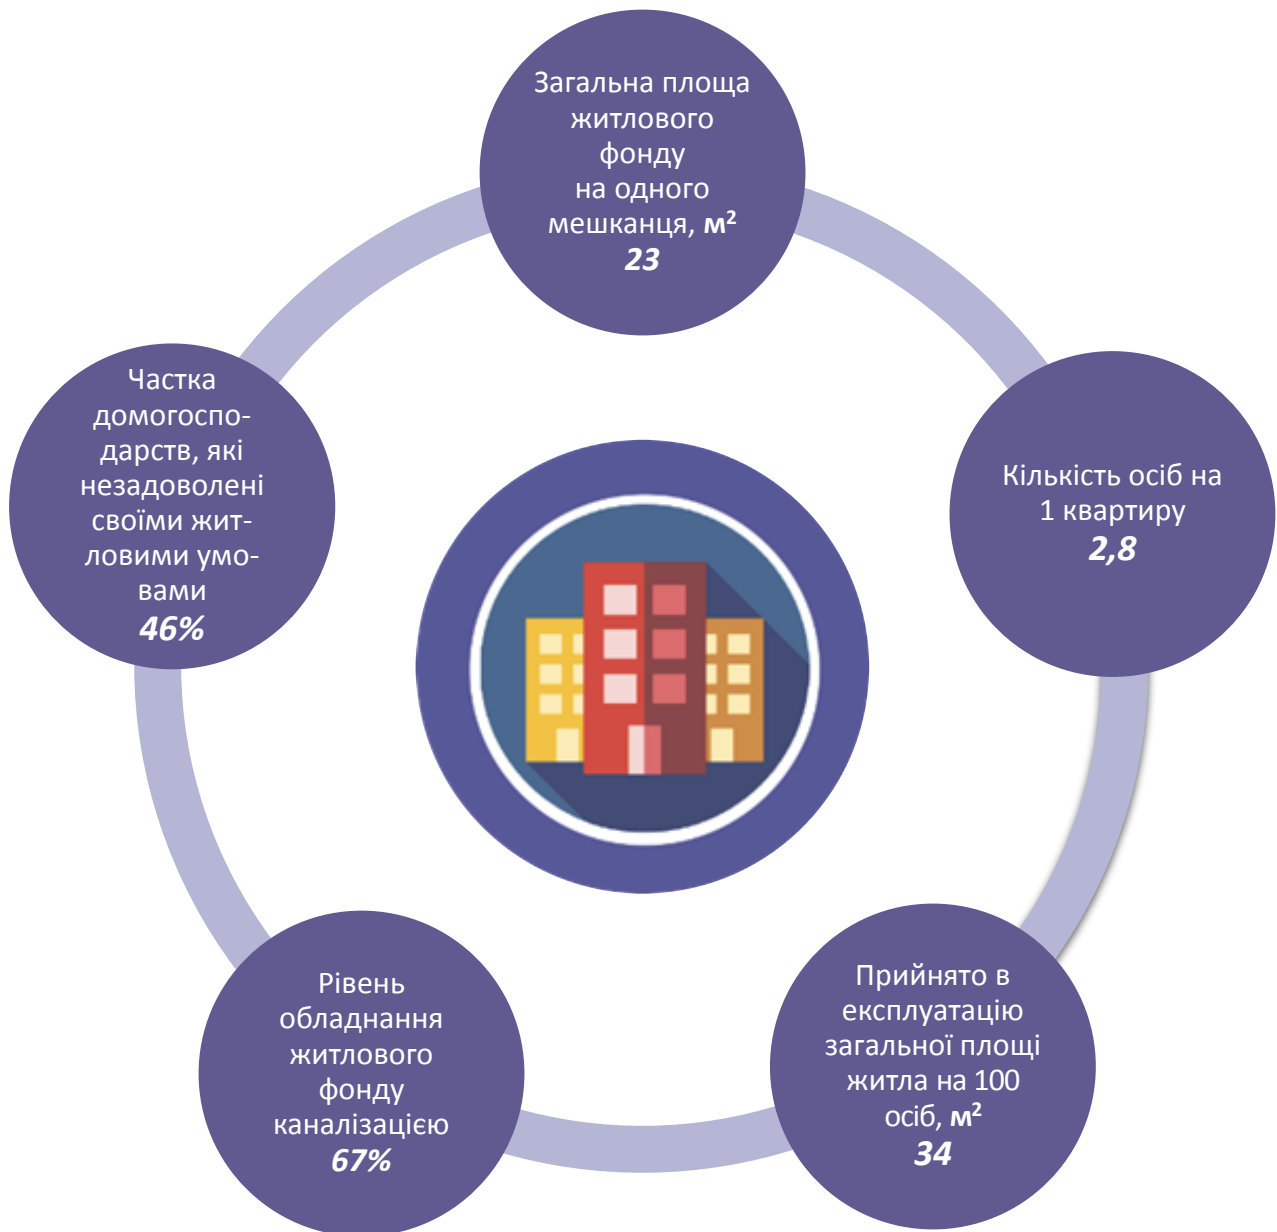 Загальна площа
житлового
фонду
на одного
мешканця, м²
23
Кількість осіб на
1 квартиру
2,8
Прийнято в
експлуатацію
загальної площі
житла на 100
осіб, м²
34
Рівень
обладнання
житлового
фонду
каналізацією
67%
Частка
домогоспо-
дарств, які
незадоволені
своїми жит-
ловими умо-
вами
46%